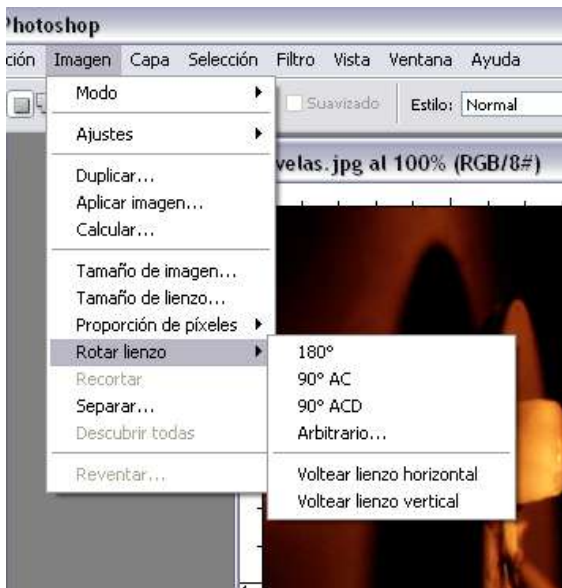 Photoshop
ción Imagen Capa Selección Filtro Vista Ventana Ayuda
Suavizado Estilo: Normal
velas.jpg al 100% (RGB/8#)
Modo
Ajustes
Duplicar...
Aplicar imagen...
Calcular...
Tamaño de imagen...
Tamaño de lienzo...
Proporción de píxeles
Rotar lienzo
Recortar
Separar...
Descubrir todas
Reventar...
180°
90° AC
90° ACD
Arbitrario...
Voltear lienzo horizontal
Voltear lienzo vertical